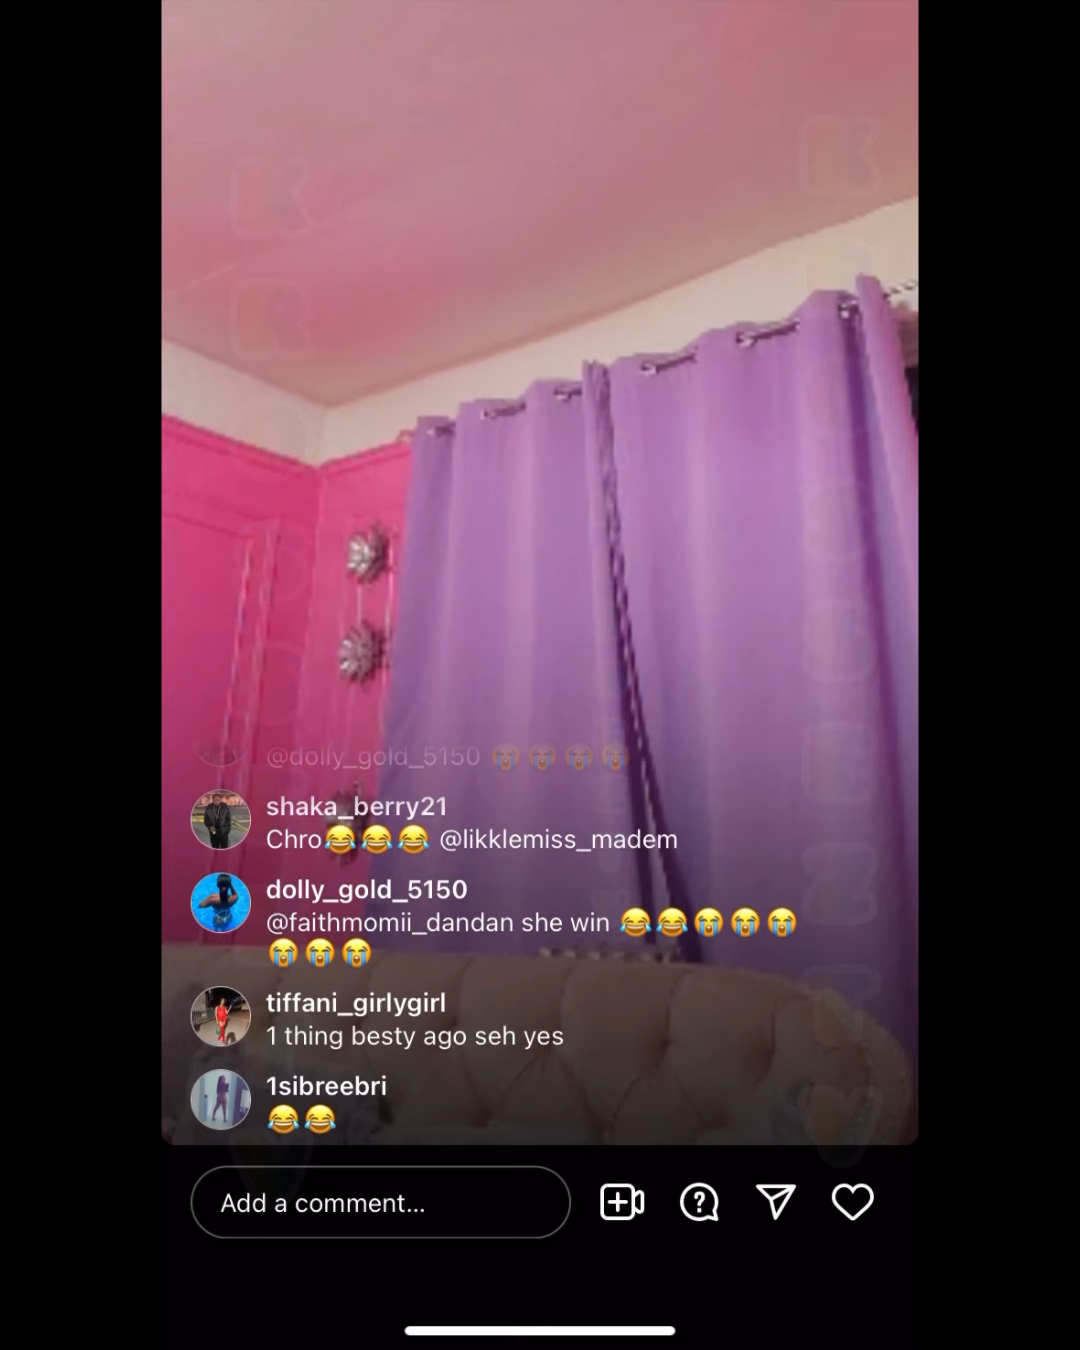 @dolly_gold_5150 😭😭😭😭
shaka_berry21
Chro😂😂😂 @likklemiss_madem
dolly_gold_5150
@faithmomii_dandan she win 😂😂😭😭😭
😭😭😭
tiffani_girlygirl
1 thing besty ago seh yes
1sibreebri
😂😂
Add a comment...